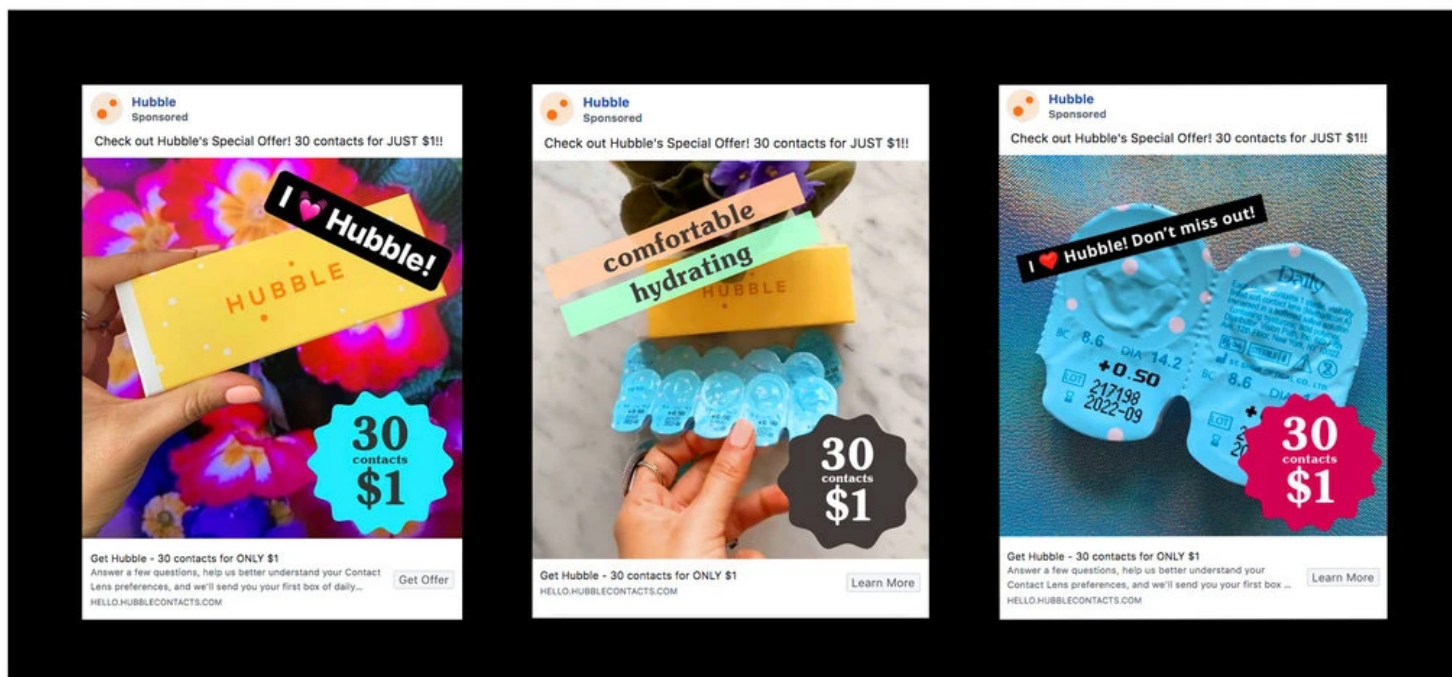 Hubble
Sponsored
Check out Hubble's Special Offer! 30 contacts for JUST $1!!
I 💓 Hubble!
HUBBLE
30
contacts
$1
Get Hubble - 30 contacts for ONLY $1
Answer a few questions, help us better understand your Contact
Lens preferences, and we'll send you your first box of daily...
Get Offer
HELLO.HUBBLECONTACTS.COM
Hubble
Sponsored
Check out Hubble's Special Offer! 30 contacts for JUST $1!!
comfortable
hydrating
HUBBLE
30
contacts
$1
Get Hubble - 30 contacts for ONLY $1
HELLO.HUBBLECONTACTS.COM
Learn More
Hubble
Sponsored
Check out Hubble's Special Offer! 30 contacts for JUST $1!!
I ❤️ Hubble! Don't miss out!
BC 8.6 DIA 14.2
+0.50
LOT 217198
2022-09
Daily
BC 8.6
LOT
30
contacts
$1
Get Hubble - 30 contacts for ONLY $1
Answer a few questions, help us better understand your
Contact Lens preferences, and we'll send you your first box ...
Learn More
HELLO.HUBBLECONTACTS.COM